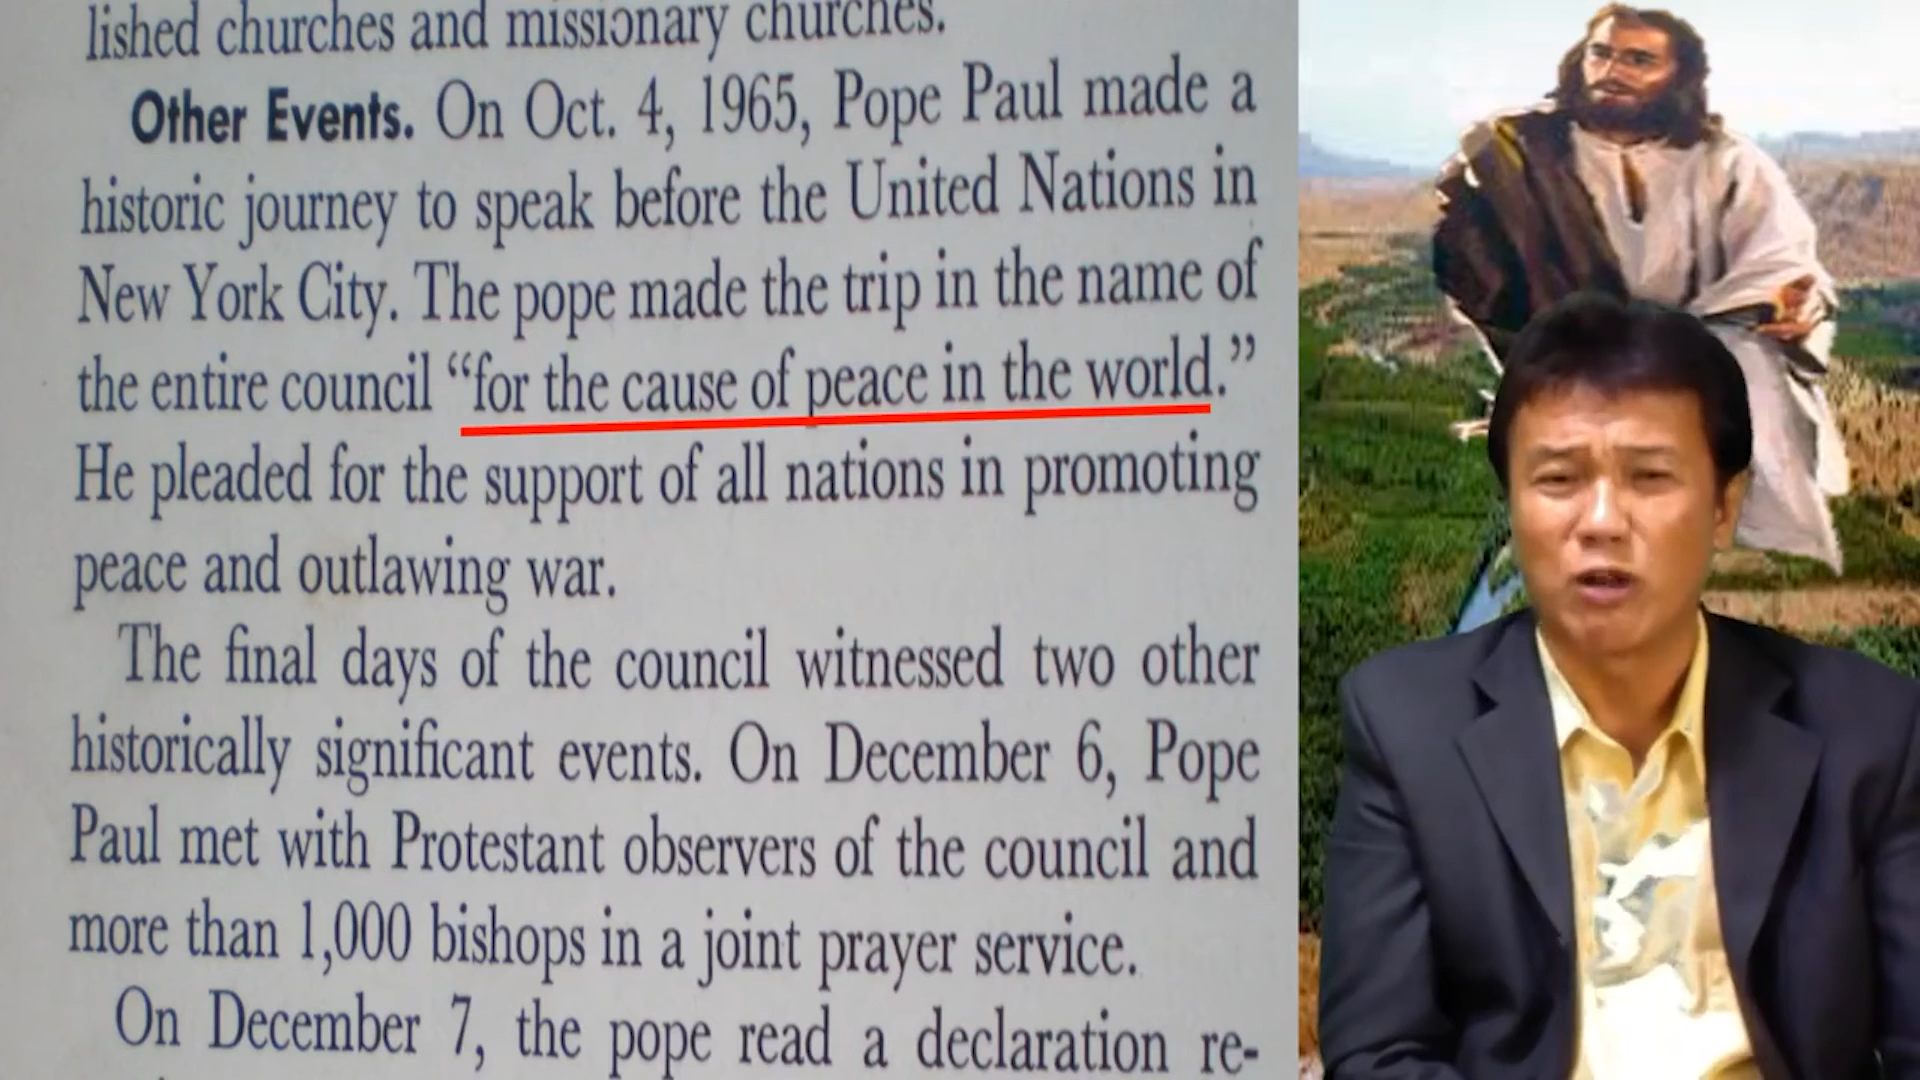 lished churches and missionary churches.
Other Events. On Oct. 4, 1965, Pope Paul made a
historic journey to speak before the United Nations in
New York City. The pope made the trip in the name of
the entire council “for the cause of peace in the world.”
He pleaded for the support of all nations in promoting
peace and outlawing war.
The final days of the council witnessed two other
historically significant events. On December 6, Pope
Paul met with Protestant observers of the council and
more than 1,000 bishops in a joint prayer service.
On December 7, the pope read a declaration re-